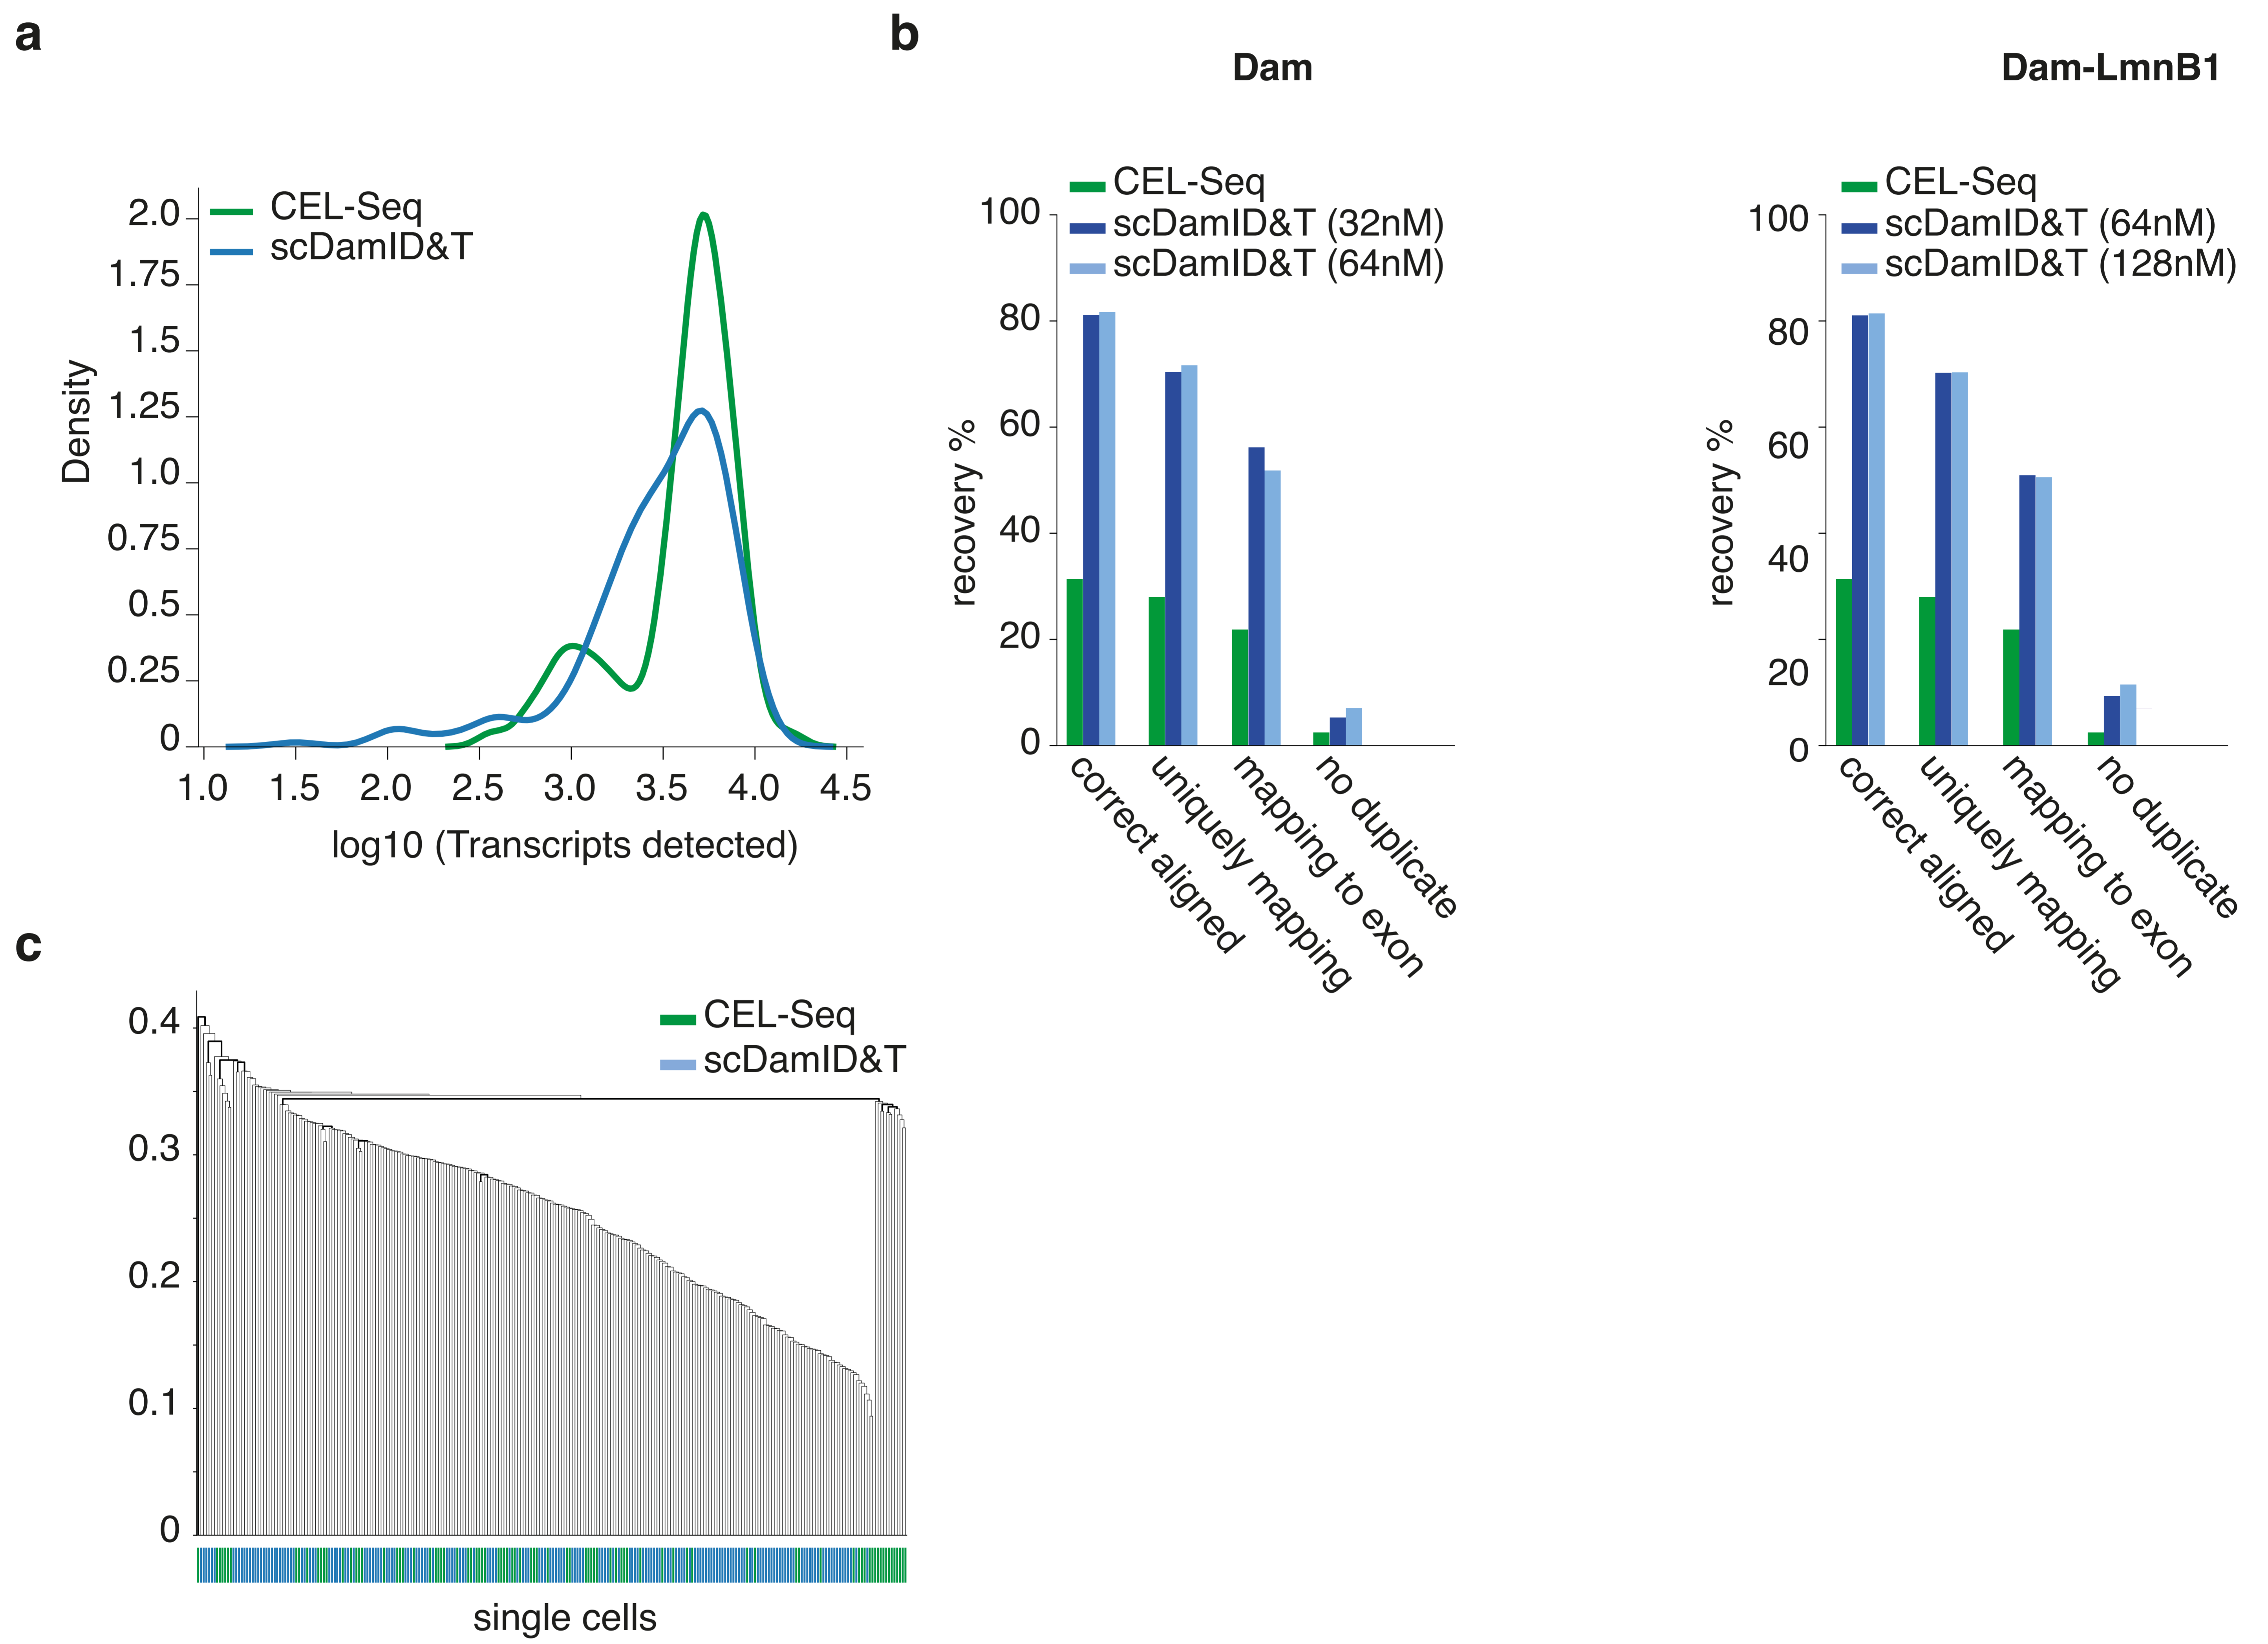 a
CEL-Seq
scDamID&T
2.0
1.75
1.5
1.25
1.0
0.75
0.5
0.25
0
Density
1.0 1.5 2.0 2.5 3.0 3.5 4.0 4.5
log10 (Transcripts detected)
b
Dam
CEL-Seq
scDamID&T (32nM)
scDamID&T (64nM)
100
80
60
40
20
0
recovery %
correct aligned
uniquely mapping
mapping to exon
no duplicate
Dam-LmnB1
CEL-Seq
scDamID&T (64nM)
scDamID&T (128nM)
100
80
60
40
20
0
recovery %
correct aligned
uniquely mapping
mapping to exon
no duplicate
c
CEL-Seq
scDamID&T
0.4
0.3
0.2
0.1
0
single cells